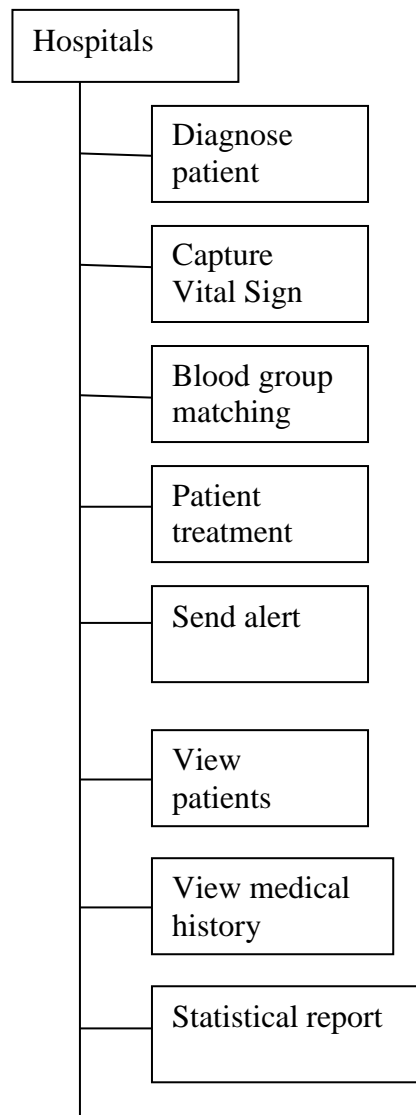 Hospitals
Diagnose
patient
Capture
Vital Sign
Blood group
matching
Patient
treatment
Send alert
View
patients
View medical
history
Statistical report